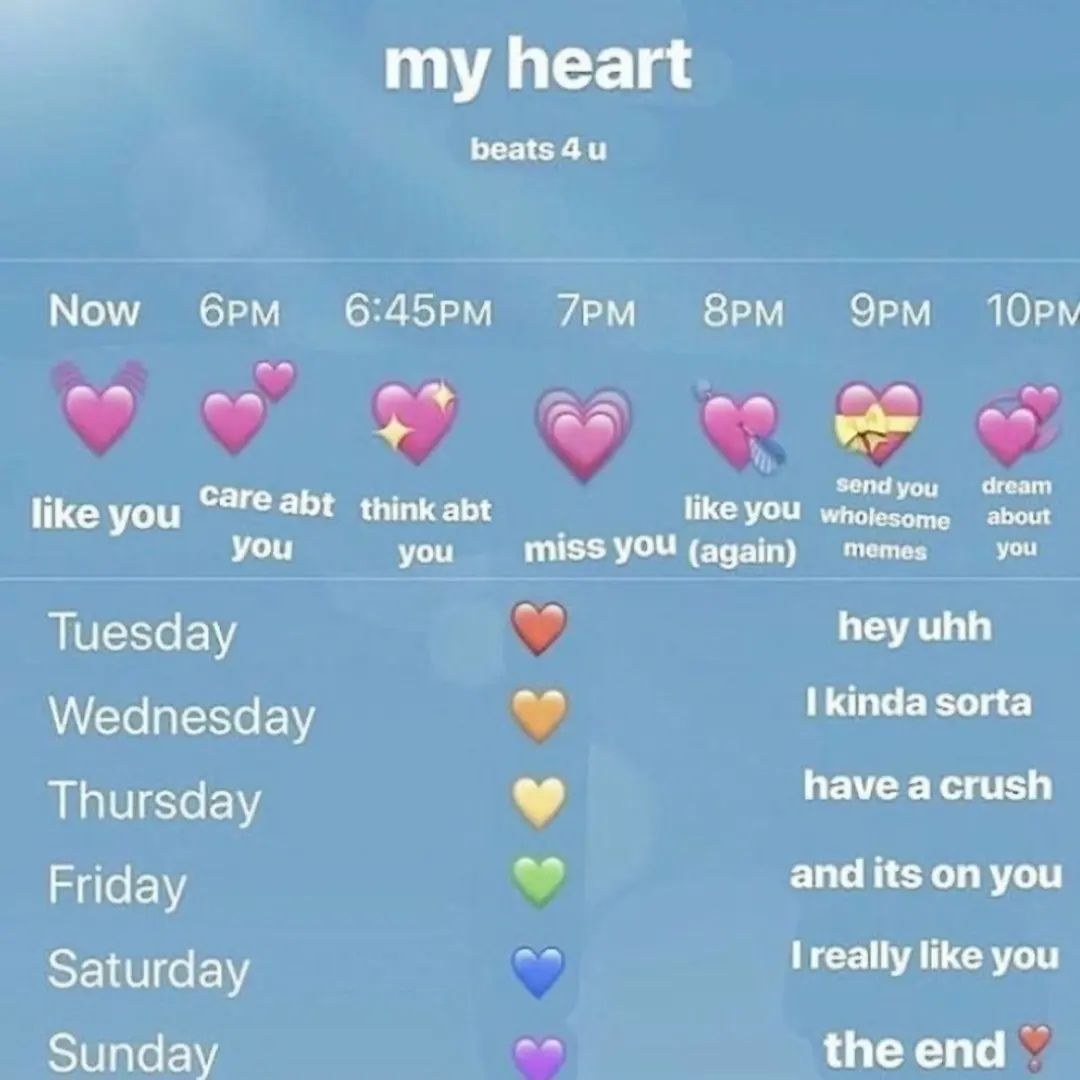 my heart
beats 4 u
Now 6PM 6:45PM 7PM 8PM 9PM 10PM
like you
care abt
you
think abt
you
miss you
like you
(again)
send you
wholesome
memes
dream
about
you
Tuesday hey uhh
Wednesday I kinda sorta
Thursday have a crush
Friday and its on you
Saturday I really like you
Sunday the end